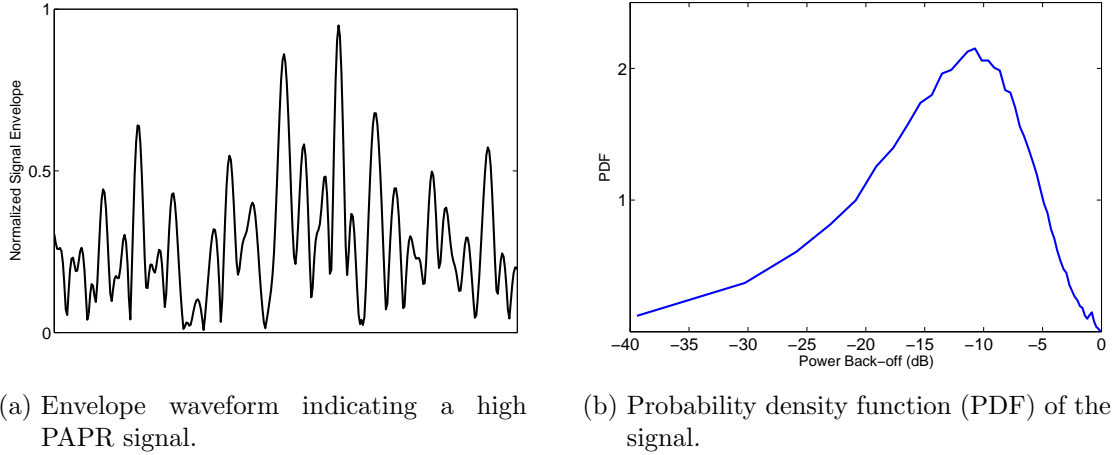 1
0.5
0
Normalized Signal Envelope
2
1
PDF
−40 −35 −30 −25 −20 −15 −10 −5 0
Power Back−off (dB)
(a) Envelope waveform indicating a high
PAPR signal.
(b) Probability density function (PDF) of the
signal.